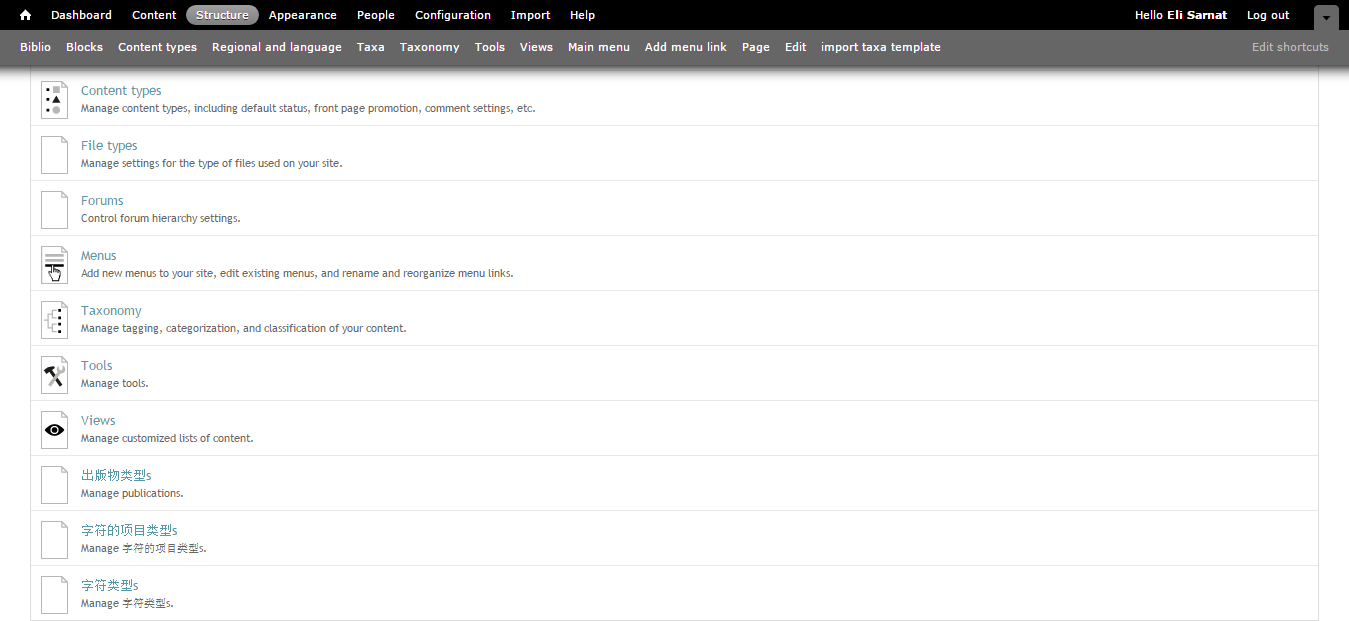 Dashboard Content Structure Appearance People Configuration Import Help Hello Eli Sarnat Log out
Biblio Blocks Content types Regional and language Taxa Taxonomy Tools Views Main menu Add menu link Page Edit import taxa template Edit shortcuts
Content types
Manage content types, including default status, front page promotion, comment settings, etc.
File types
Manage settings for the type of files used on your site.
Forums
Control forum hierarchy settings.
Menus
Add new menus to your site, edit existing menus, and rename and reorganize menu links.
Taxonomy
Manage tagging, categorization, and classification of your content.
Tools
Manage tools.
Views
Manage customized lists of content.
出版物类型s
Manage publications.
字符的项目类型s
Manage 字符的项目类型s.
字符类型s
Manage 字符类型s.